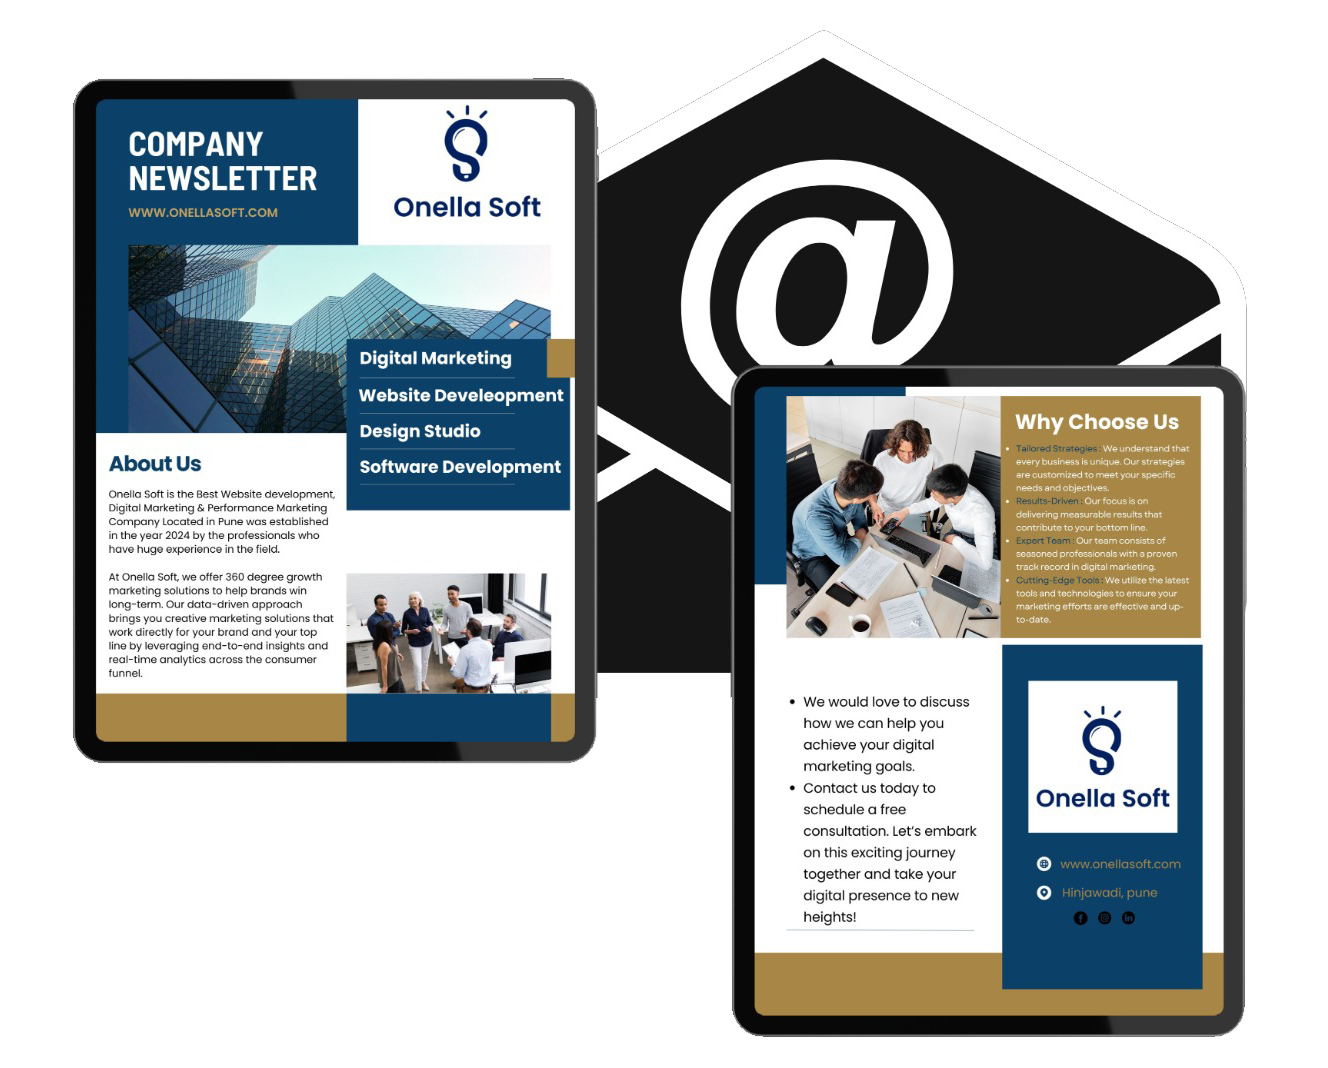 COMPANY
NEWSLETTER
WWW.ONELLASOFT.COM
Onella Soft
Digital Marketing
Website Develeopment
Design Studio
Software Development
About Us
Onella Soft is the Best Website development,
Digital Marketing & Performance Marketing
Company Located in Pune was established
in the year 2024 by the professionals who
have huge experience in the field.
At Onella Soft, we offer 360 degree growth
marketing solutions to help brands win
long-term. Our data-driven approach
brings you creative marketing solutions that
work directly for your brand and your top
line by leveraging end-to-end insights and
real-time analytics across the consumer
funnel.
@
Why Choose Us
• Tailored Strategies : We understand that
every business is unique. Our strategies
are customized to meet your specific
needs and objectives.
• Results-Driven : Our focus is on
delivering measurable results that
contribute to your bottom line.
• Expert Team : Our team consists of
seasoned professionals with a proven
track record in digital marketing.
• Cutting-Edge Tools : We utilize the latest
tools and technologies to ensure your
marketing efforts are effective and up-
to-date.
• We would love to discuss
how we can help you
achieve your digital
marketing goals.
• Contact us today to
schedule a free
consultation. Let's embark
on this exciting journey
together and take your
digital presence to new
heights!
Onella Soft
www.onellasoft.com
Hinjawadi, pune